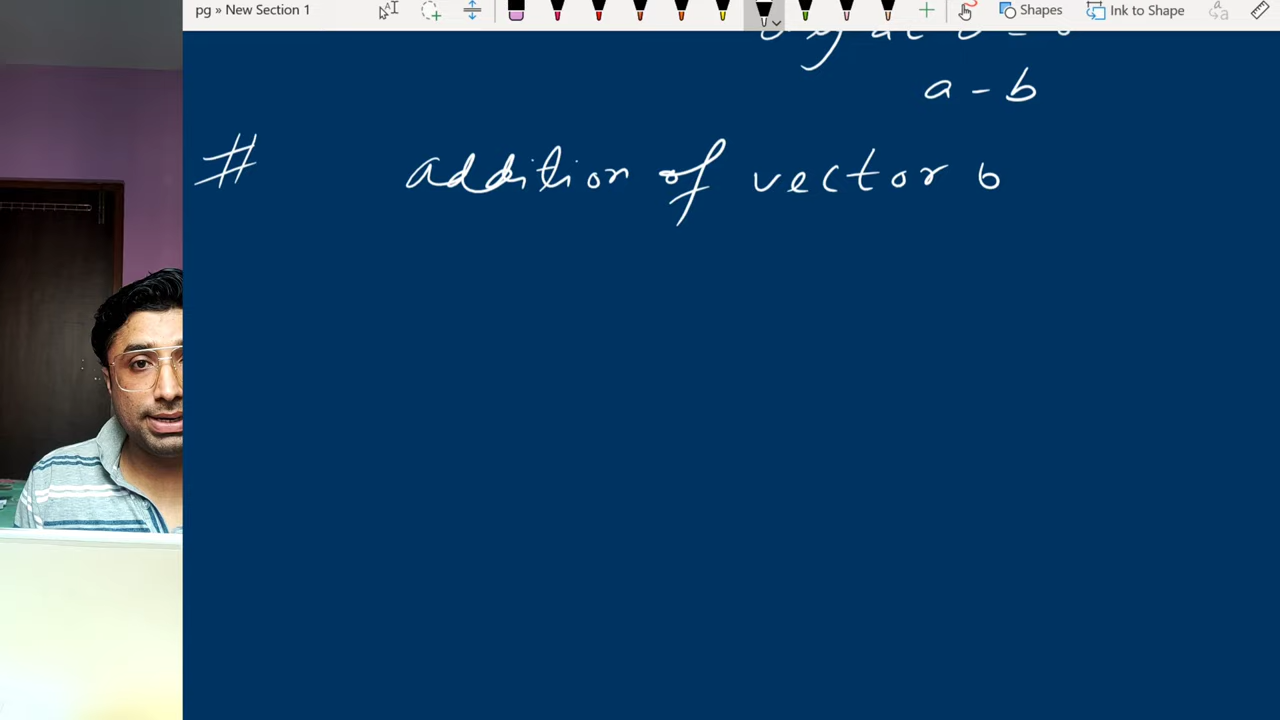 pg » New Section 1
Shapes
Ink to Shape
a - b
# addition of vector b